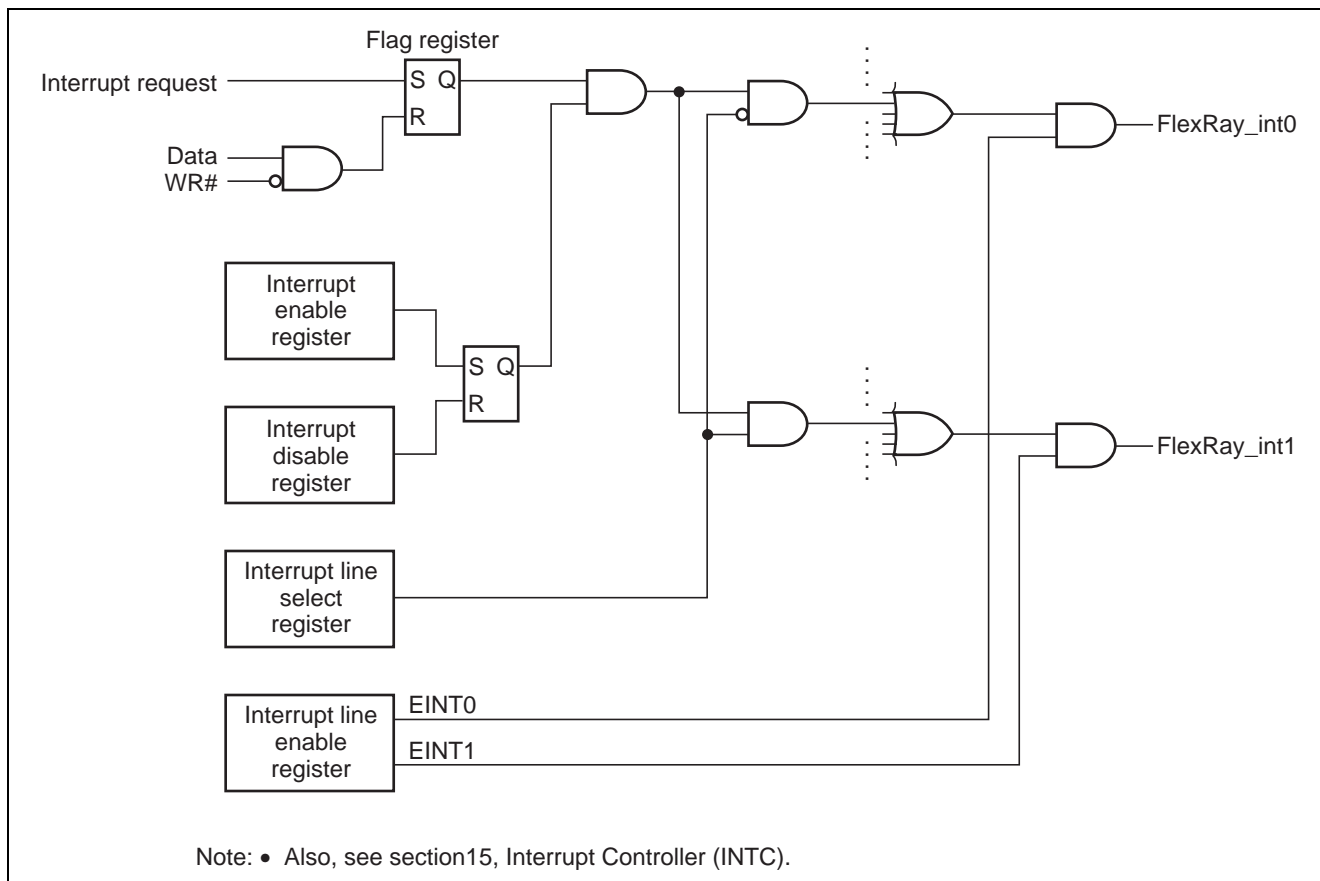 Flag register
Interrupt request
S Q
R
Data
WR#
FlexRay_int0
Interrupt
enable
register
S Q
R
Interrupt
disable
register
FlexRay_int1
Interrupt line
select
register
Interrupt line
enable
register
EINT0
EINT1
Note: • Also, see section15, Interrupt Controller (INTC).